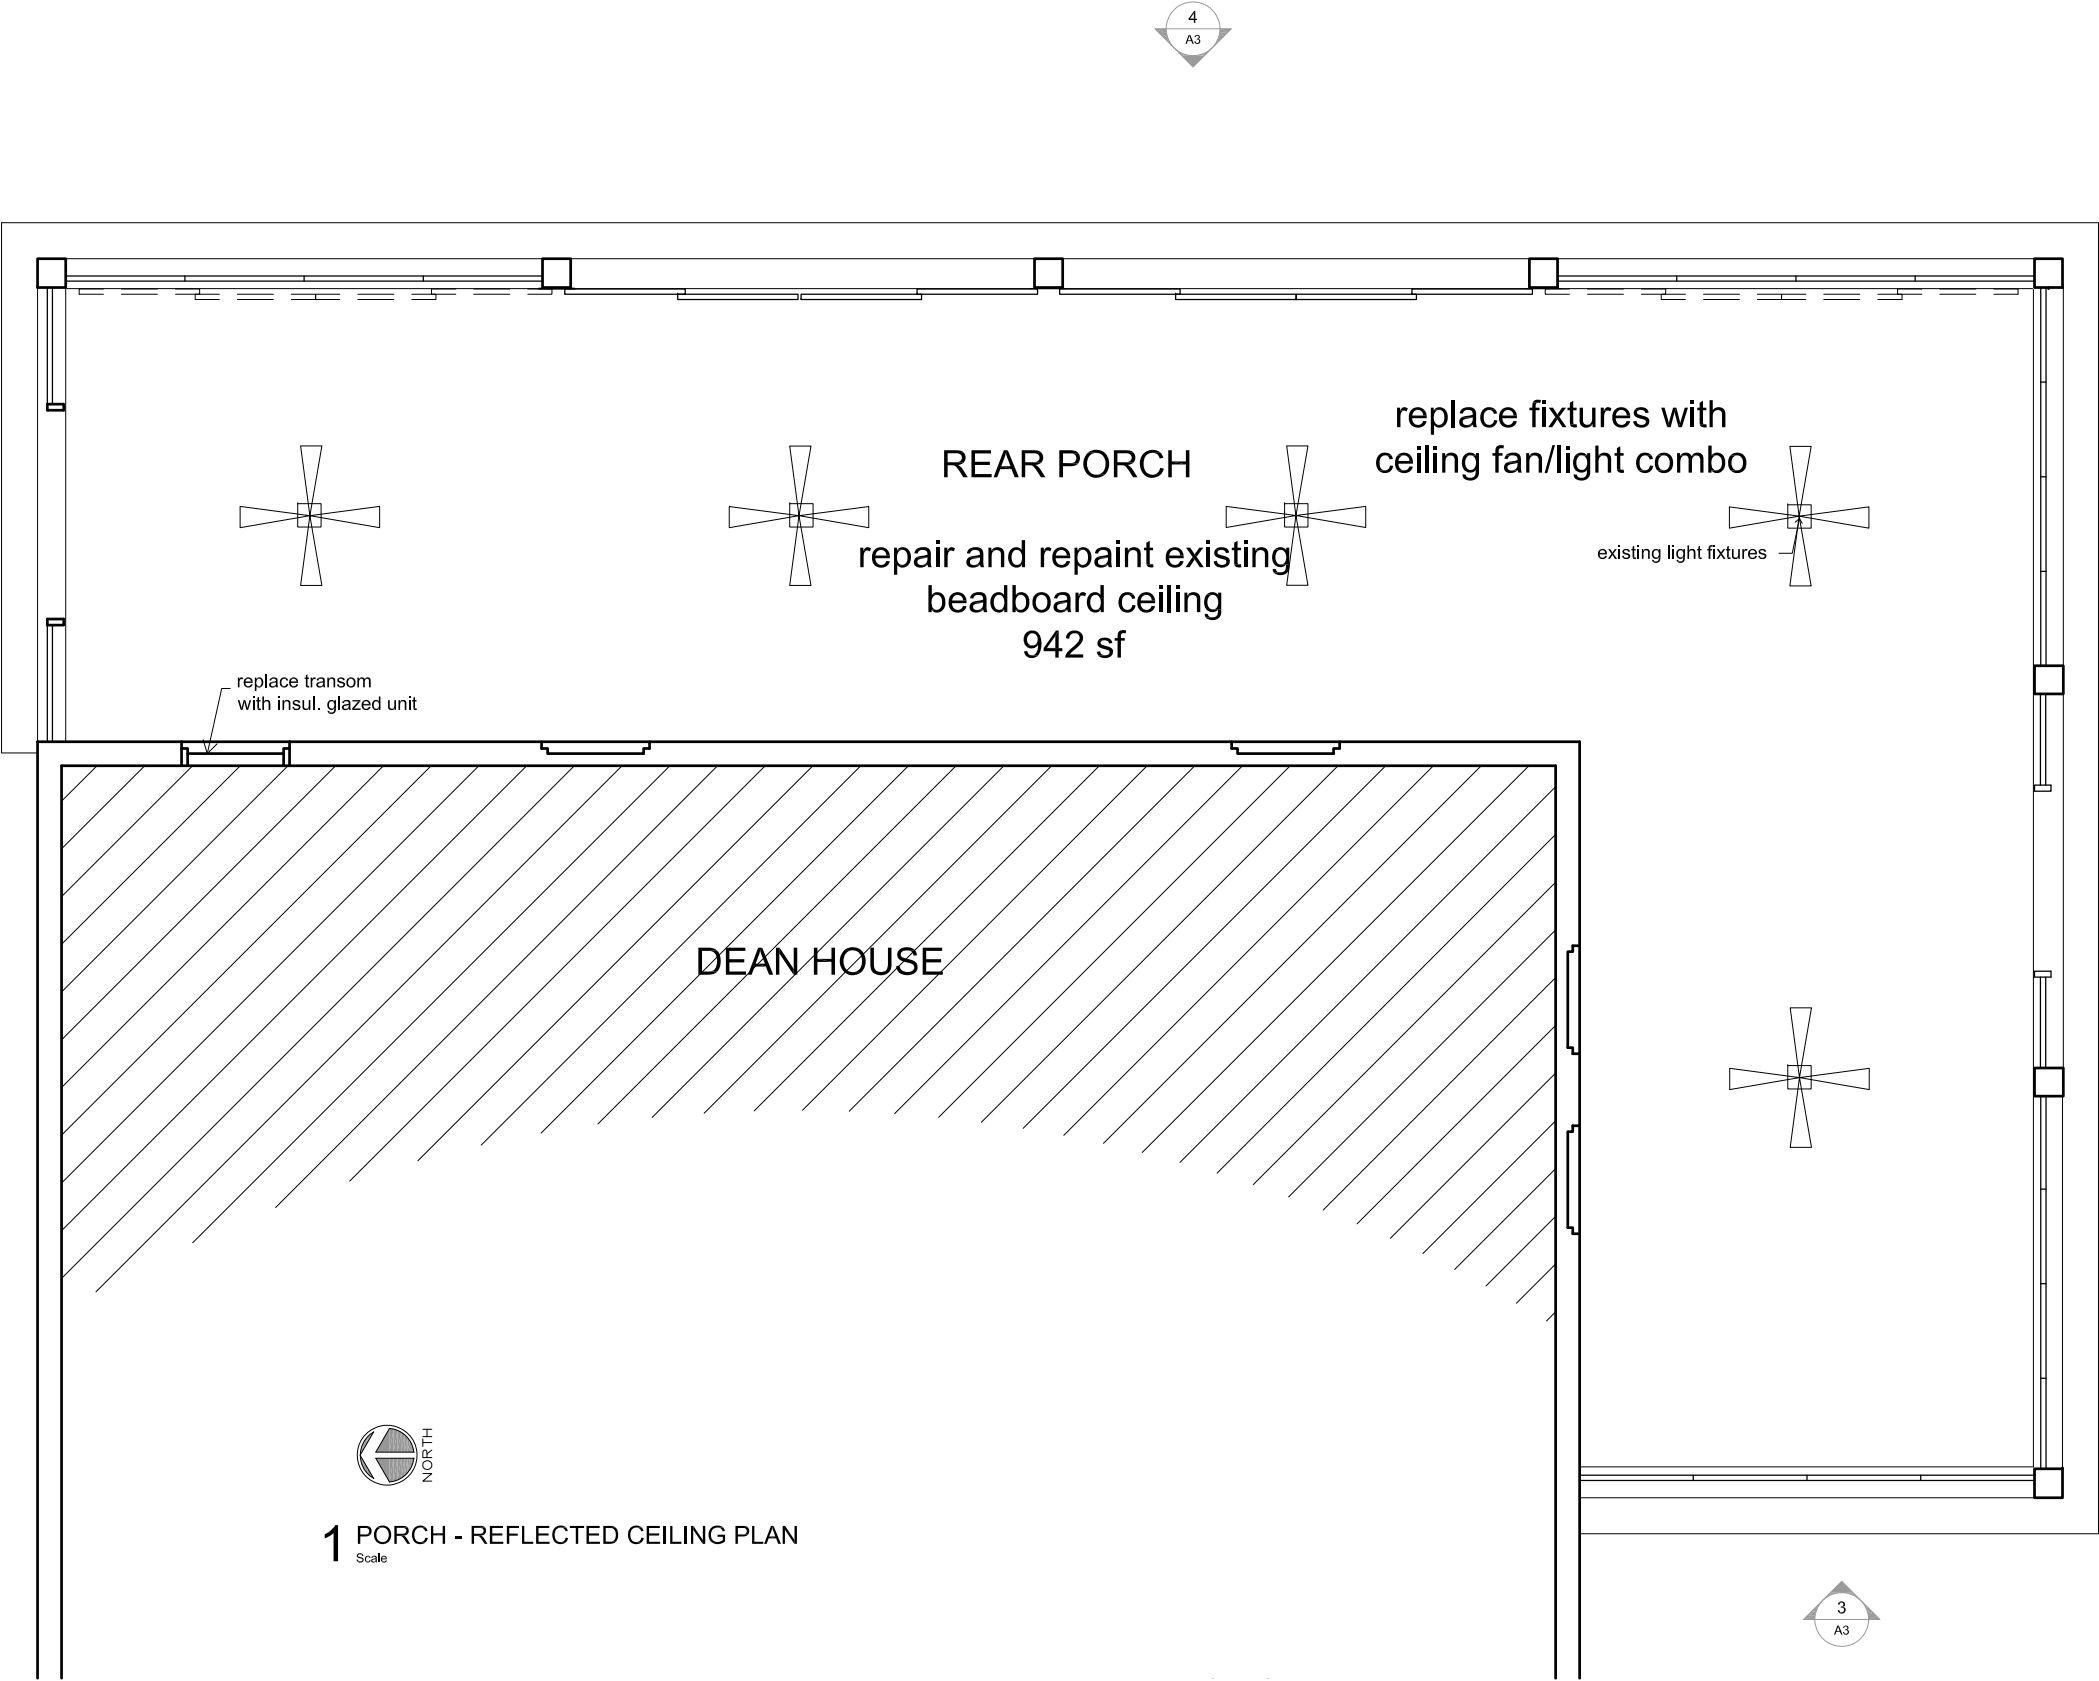 4
A3
replace fixtures with
ceiling fan/light combo
REAR PORCH
existing light fixtures
repair and repaint existing
beadboard ceiling
942 sf
replace transom
with insul. glazed unit
DEAN HOUSE
NORTH
1 PORCH - REFLECTED CEILING PLAN
Scale
3
A3